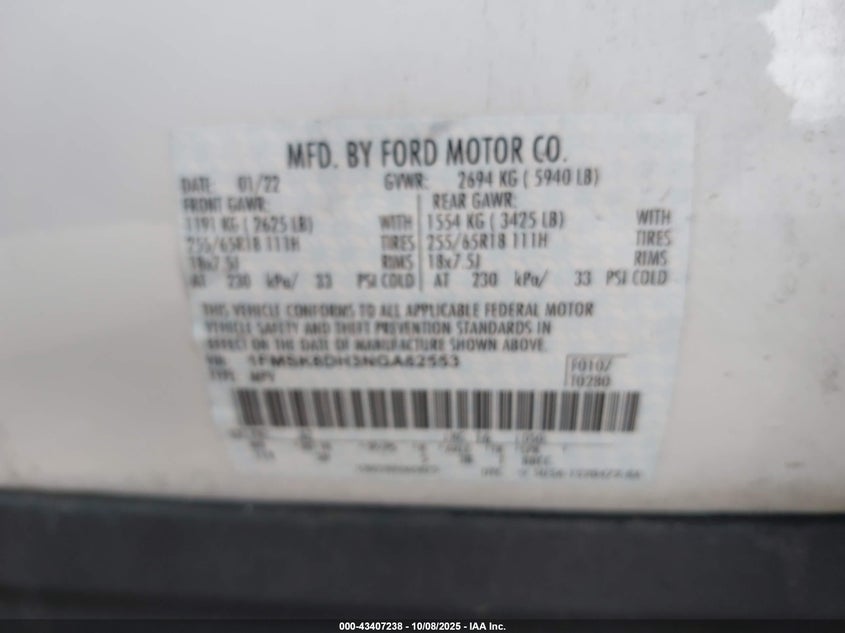 MFD. BY FORD MOTOR CO.
DATE: 01/22 GVWR: 2694 KG ( 5940 LB)
FRONT GAWR: REAR GAWR:
1191 KG ( 2625 LB) WITH 1554 KG ( 3425 LB) WITH
255/65R18 111H TIRES 255/65R18 111H TIRES
18x7.5J RIMS 18x7.5J RIMS
AT 230 kPa/ 33 PSI COLD AT 230 kPa/ 33 PSI COLD
THIS VEHICLE CONFORMS TO ALL APPLICABLE FEDERAL MOTOR
VEHICLE SAFETY AND THEFT PREVENTION STANDARDS IN
EFFECT ON THE DATE OF MANUFACTURE SHOWN ABOVE.
VIN:
TYPE: MPV
F0107
T0280
000-43407238 - 10/08/2025 - IAA Inc.